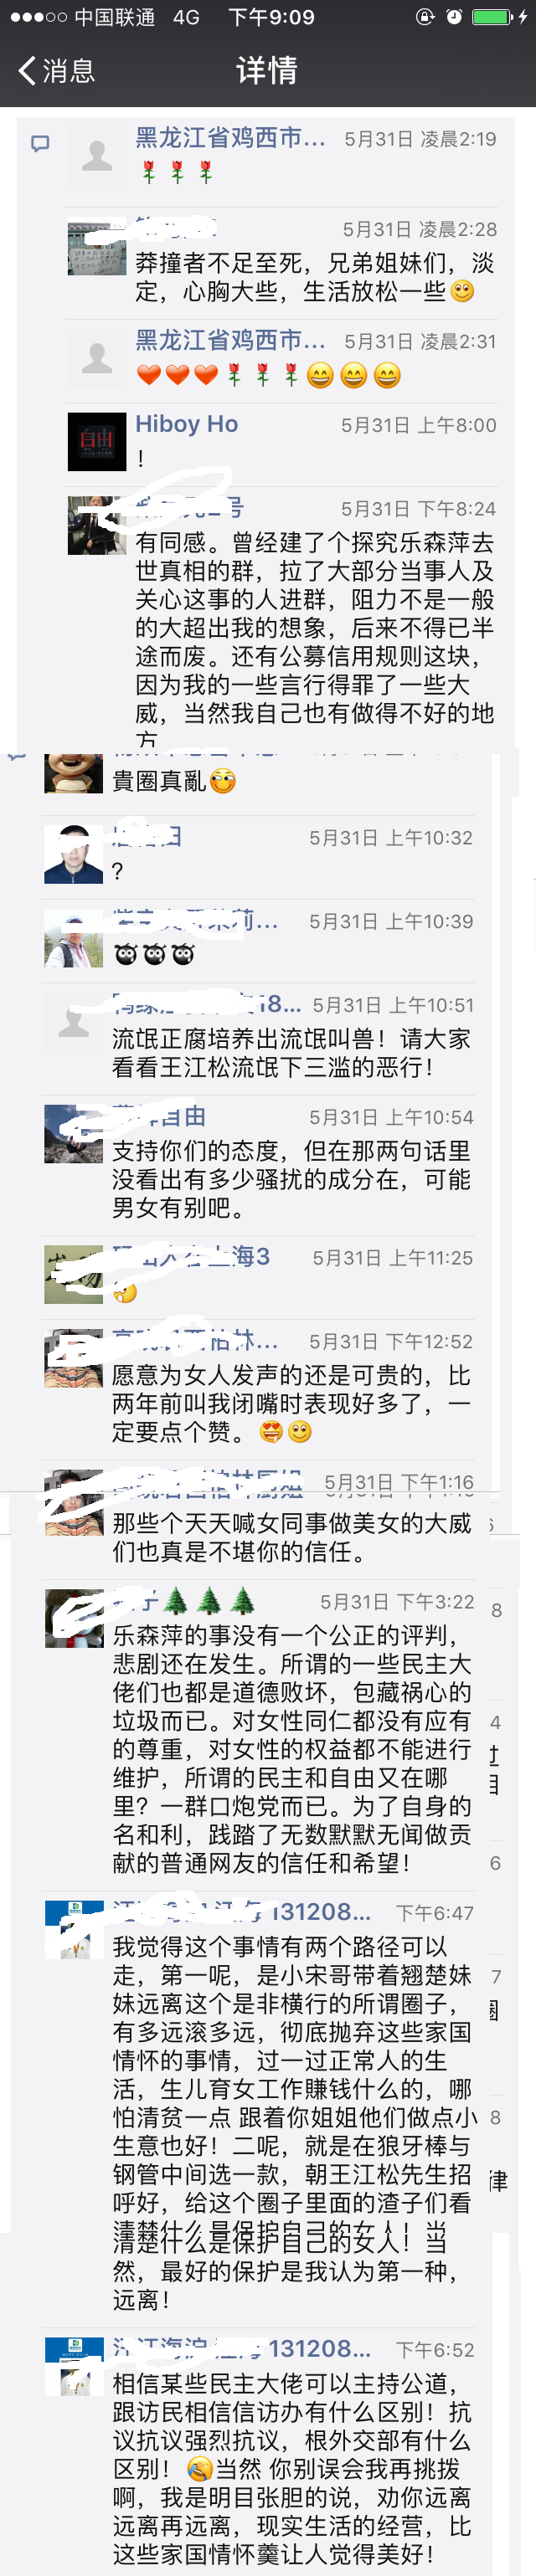 中国联通 4G 下午9:09
消息 详情
黑龙江省鸡西市... 5月31日 凌晨2:19
🌹🌹🌹
5月31日 凌晨2:28
莽撞者不足至死，兄弟姐妹们，淡
定，心胸大些，生活放松一些🙂
黑龙江省鸡西市... 5月31日 凌晨2:31
❤️❤️❤️🌹🌹🌹😄😄😄
Hiboy Ho 5月31日 上午8:00
自由
！
号 5月31日 下午8:24
有同感。曾经建了个探究乐森萍去
世真相的群，拉了大部分当事人及
关心这事的人进群，阻力不是一般
的大超出我的想象，后来不得已半
途而废。还有公募信用规则这块，
因为我的一些言行得罪了一些大
威，当然我自己也有做得不好的地
方
貴圈真亂
田 5月31日 上午10:32
?
莉... 5月31日 上午10:39
18... 5月31日 上午10:51
流氓正腐培养出流氓叫兽！请大家
看看王江松流氓下三滥的恶行！
自由 5月31日 上午10:54
支持你们的态度，但在那两句话里
没看出有多少骚扰的成分在，可能
男女有别吧。
海3 5月31日 上午11:25
林... 5月31日 下午12:52
愿意为女人发声的还是可贵的，比
两年前叫我闭嘴时表现好多了，一
定要点个赞。😍🙂
5月31日 下午1:16
那些个天天喊女同事做美女的大威
们也真是不堪你的信任。
子🌲🌲🌲 5月31日 下午3:22
8
乐森萍的事没有一个公正的评判，
悲剧还在发生。所谓的一些民主大
佬们也都是道德败坏，包藏祸心的
垃圾而已。对女性同仁都没有应有
4
的尊重，对女性的权益都不能进行
维护，所谓的民主和自由又在哪
里？一群口炮党而已。为了自身的
名和利，践踏了无数默默无闻做贡
献的普通网友的信任和希望！
6
131208... 下午6:47
我觉得这个事情有两个路径可以
走，第一呢，是小宋哥带着翘楚妹
7
妹远离这个是非横行的所谓圈子，
圈
有多远滚多远，彻底抛弃这些家国
情怀的事情，过一过正常人的生
活，生儿育女工作赚钱什么的，哪
怕清贫一点 跟着你姐姐他们做点小
8
生意也好！二呢，就是在狼牙棒与
钢管中间选一款，朝王江松先生招
律
呼好，给这个圈子里面的渣子们看
清楚什么是保护自己的女人！当
然，最好的保护是我认为第一种，
远离！
131208... 下午6:52
相信某些民主大佬可以主持公道，
跟访民相信信访办有什么区别！抗
议抗议强烈抗议，根外交部有什么
区别！😂当然 你别误会我再挑拨
啊，我是明目张胆的说，劝你远离
远离再远离，现实生活的经营，比
这些家国情怀羹让人觉得美好！